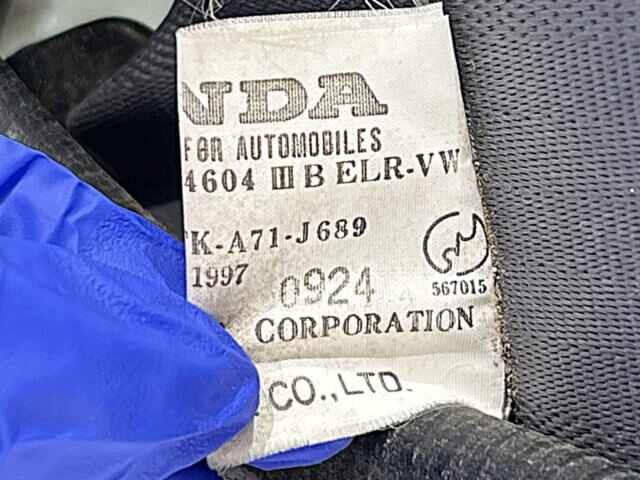 NDA
FOR AUTOMOBILES
4604 III B ELR-VW
K-A71-J689
1997 0924
567015
CORPORATION
CO.,LTD.